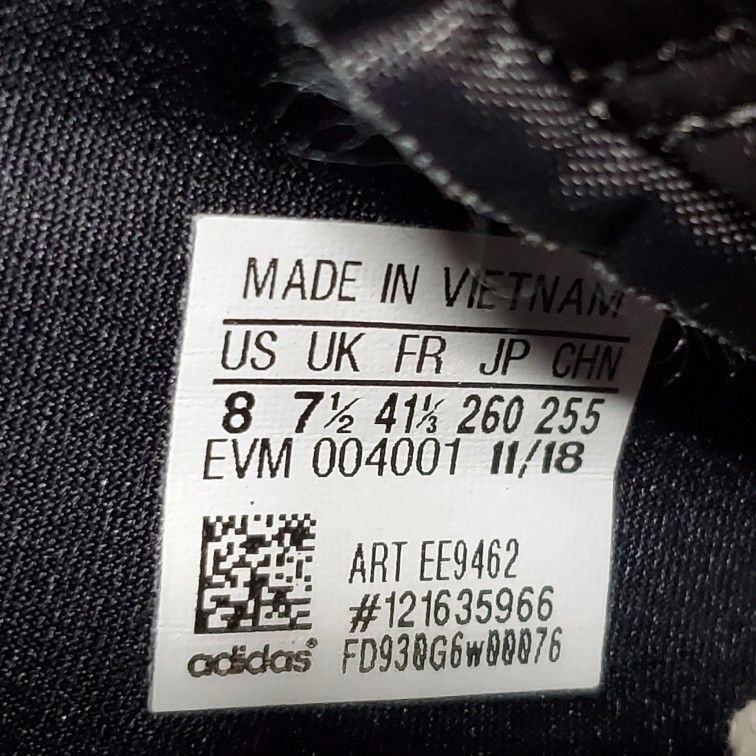 MADE IN VIETNAM
US UK FR JP CHN
8 7½ 41⅓ 260 255
EVM 004001 11/18
ART EE9462
#121635966
adidas® FD930G6w00076